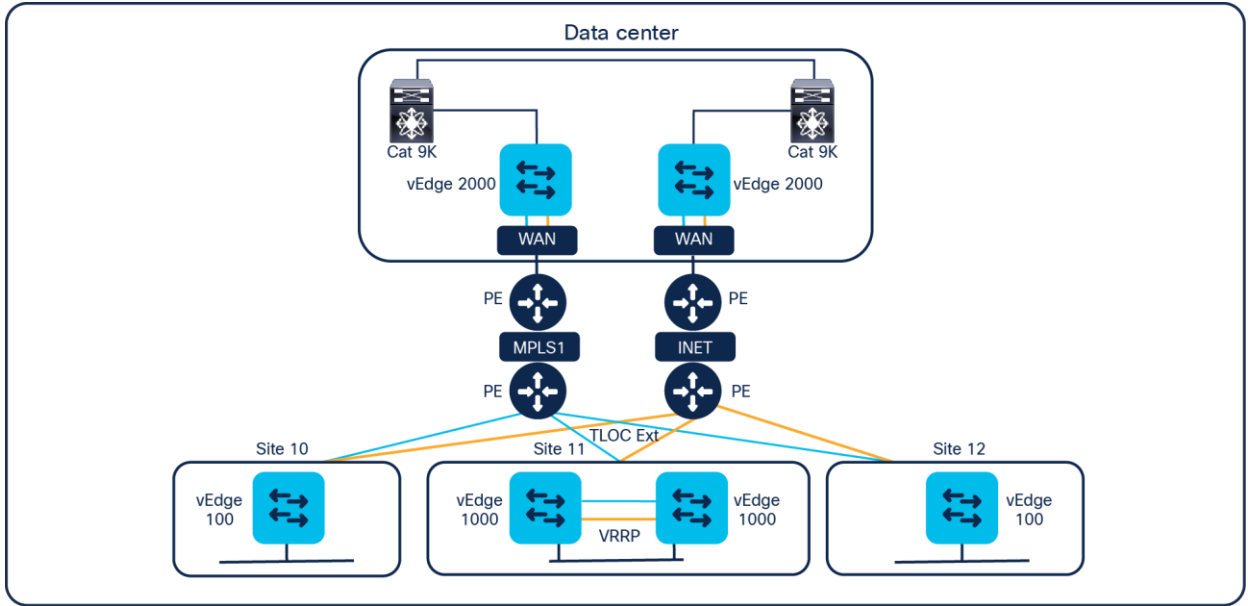 Data center
Cat 9K
Cat 9K
vEdge 2000
vEdge 2000
WAN
WAN
PE
PE
MPLS1
INET
PE
PE
TLOC Ext
Site 10
Site 11
Site 12
vEdge
100
vEdge
1000
vEdge
1000
VRRP
vEdge
100